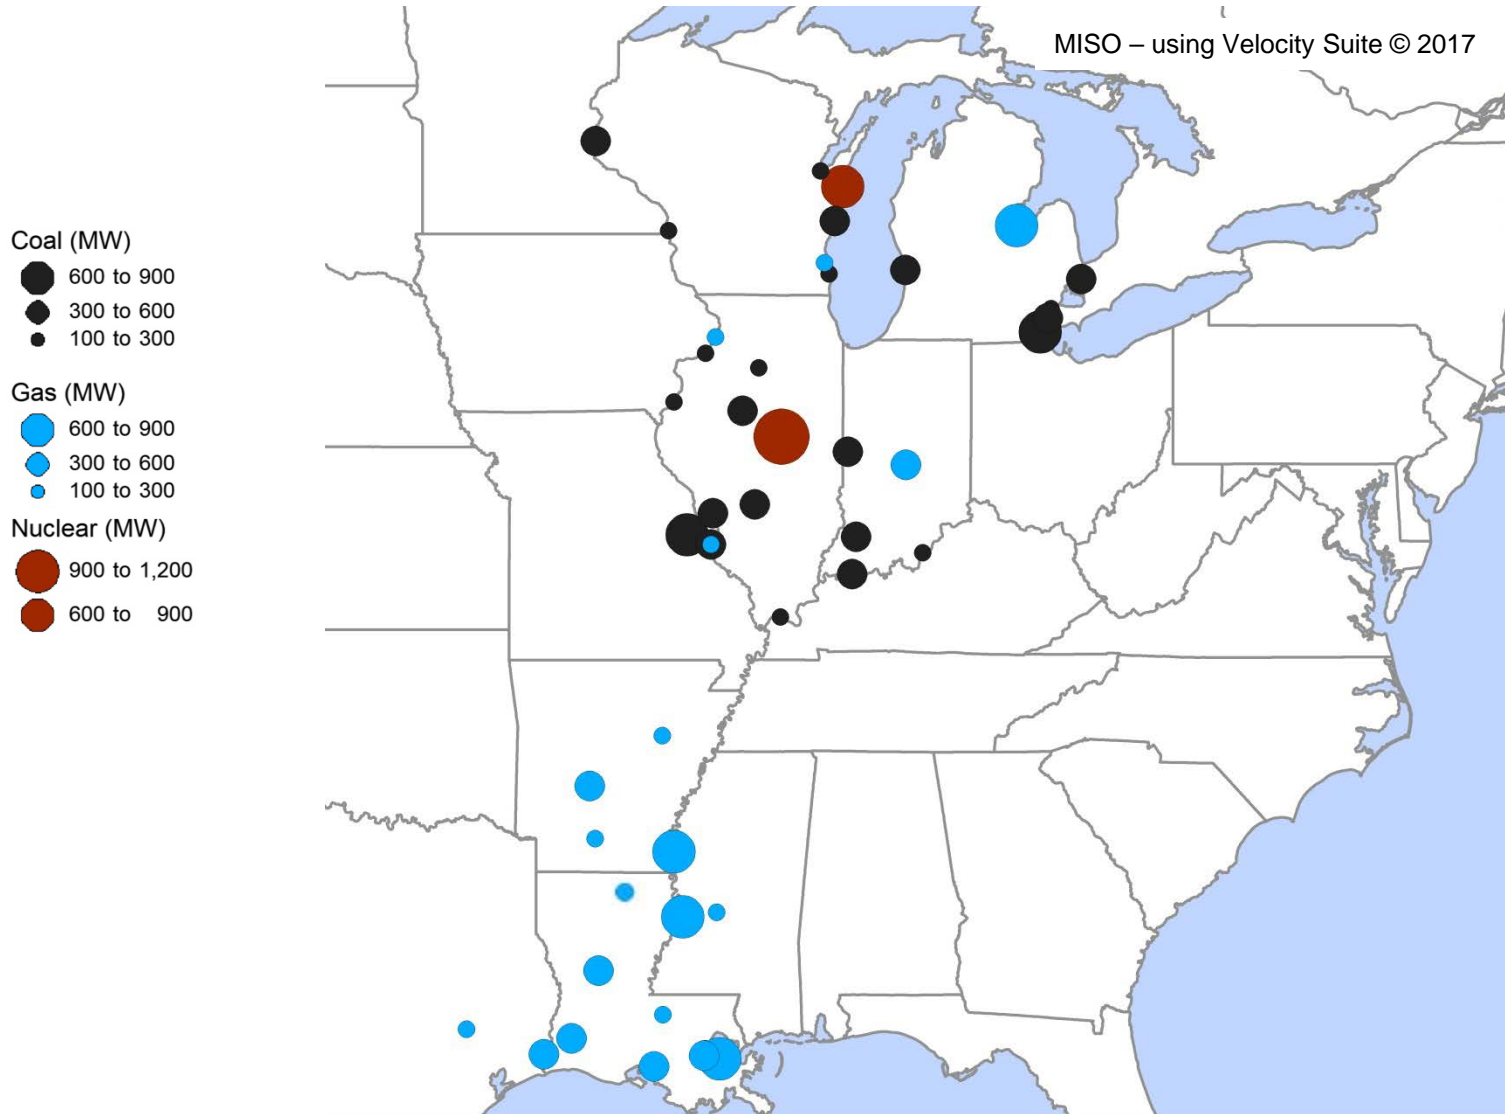 MISO – using Velocity Suite © 2017
Coal (MW)
600 to 900
300 to 600
100 to 300
Gas (MW)
600 to 900
300 to 600
100 to 300
Nuclear (MW)
900 to 1,200
600 to 900